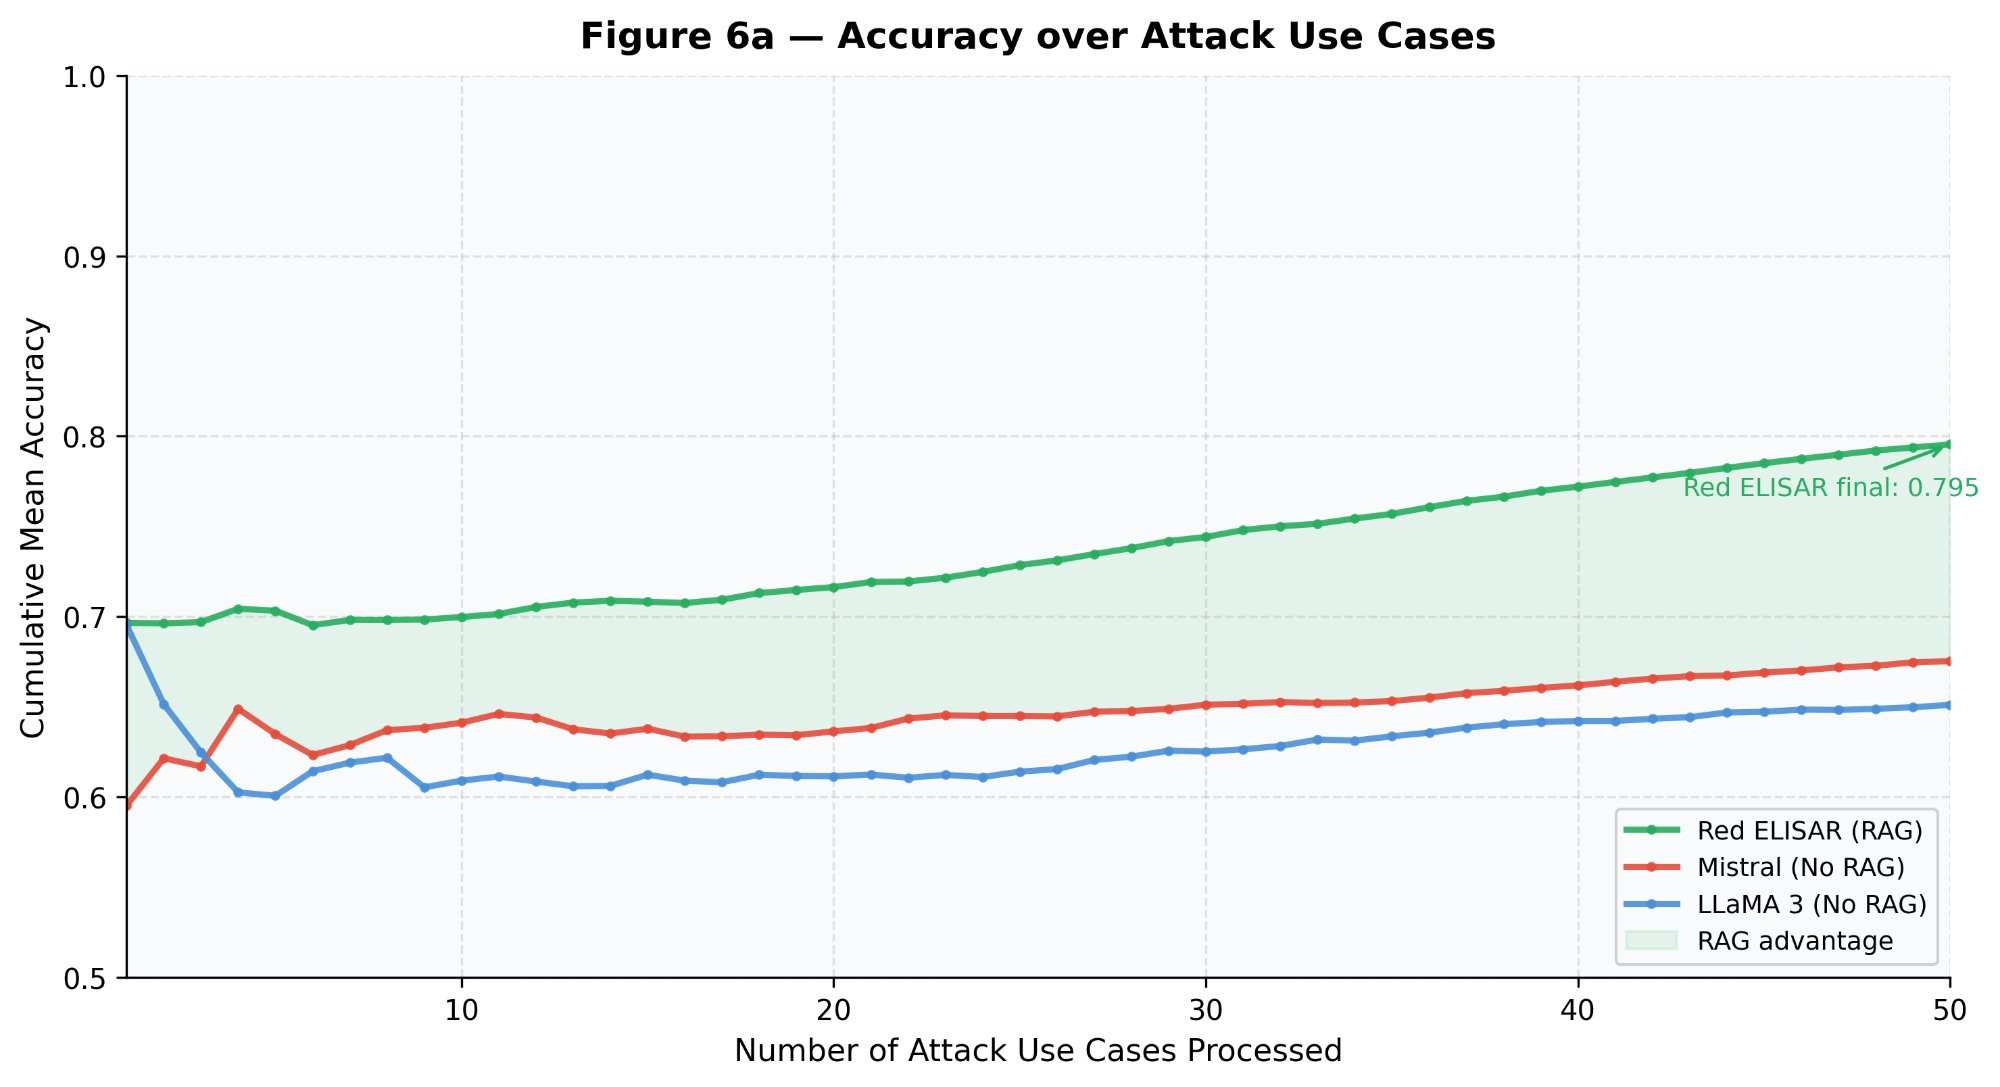 Figure 6a — Accuracy over Attack Use Cases
Cumulative Mean Accuracy
1.0
0.9
0.8
0.7
0.6
0.5
Red ELISAR final: 0.795
Red ELISAR (RAG)
Mistral (No RAG)
LLaMA 3 (No RAG)
RAG advantage
10 20 30 40 50
Number of Attack Use Cases Processed